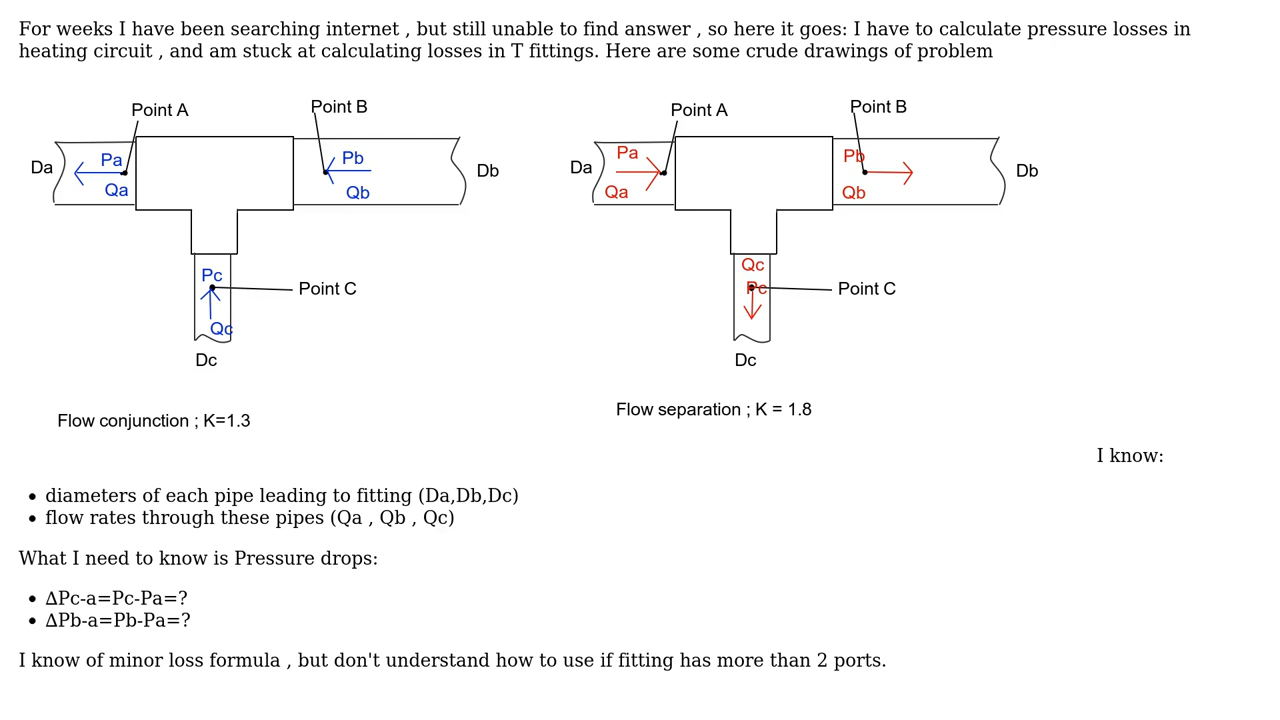 For weeks I have been searching internet , but still unable to find answer , so here it goes: I have to calculate pressure losses in
heating circuit , and am stuck at calculating losses in T fittings. Here are some crude drawings of problem
Point A
Point B
Da
Pa
Qa
Pb
Qb
Db
Pc
Qc
Point C
Dc
Flow conjunction ; K=1.3
Point A
Point B
Da
Pa
Qa
Pb
Qb
Db
Qc
Pc
Point C
Dc
Flow separation ; K = 1.8
I know:
• diameters of each pipe leading to fitting (Da,Db,Dc)
• flow rates through these pipes (Qa , Qb , Qc)
What I need to know is Pressure drops:
• ΔPc-a=Pc-Pa=?
• ΔPb-a=Pb-Pa=?
I know of minor loss formula , but don't understand how to use if fitting has more than 2 ports.